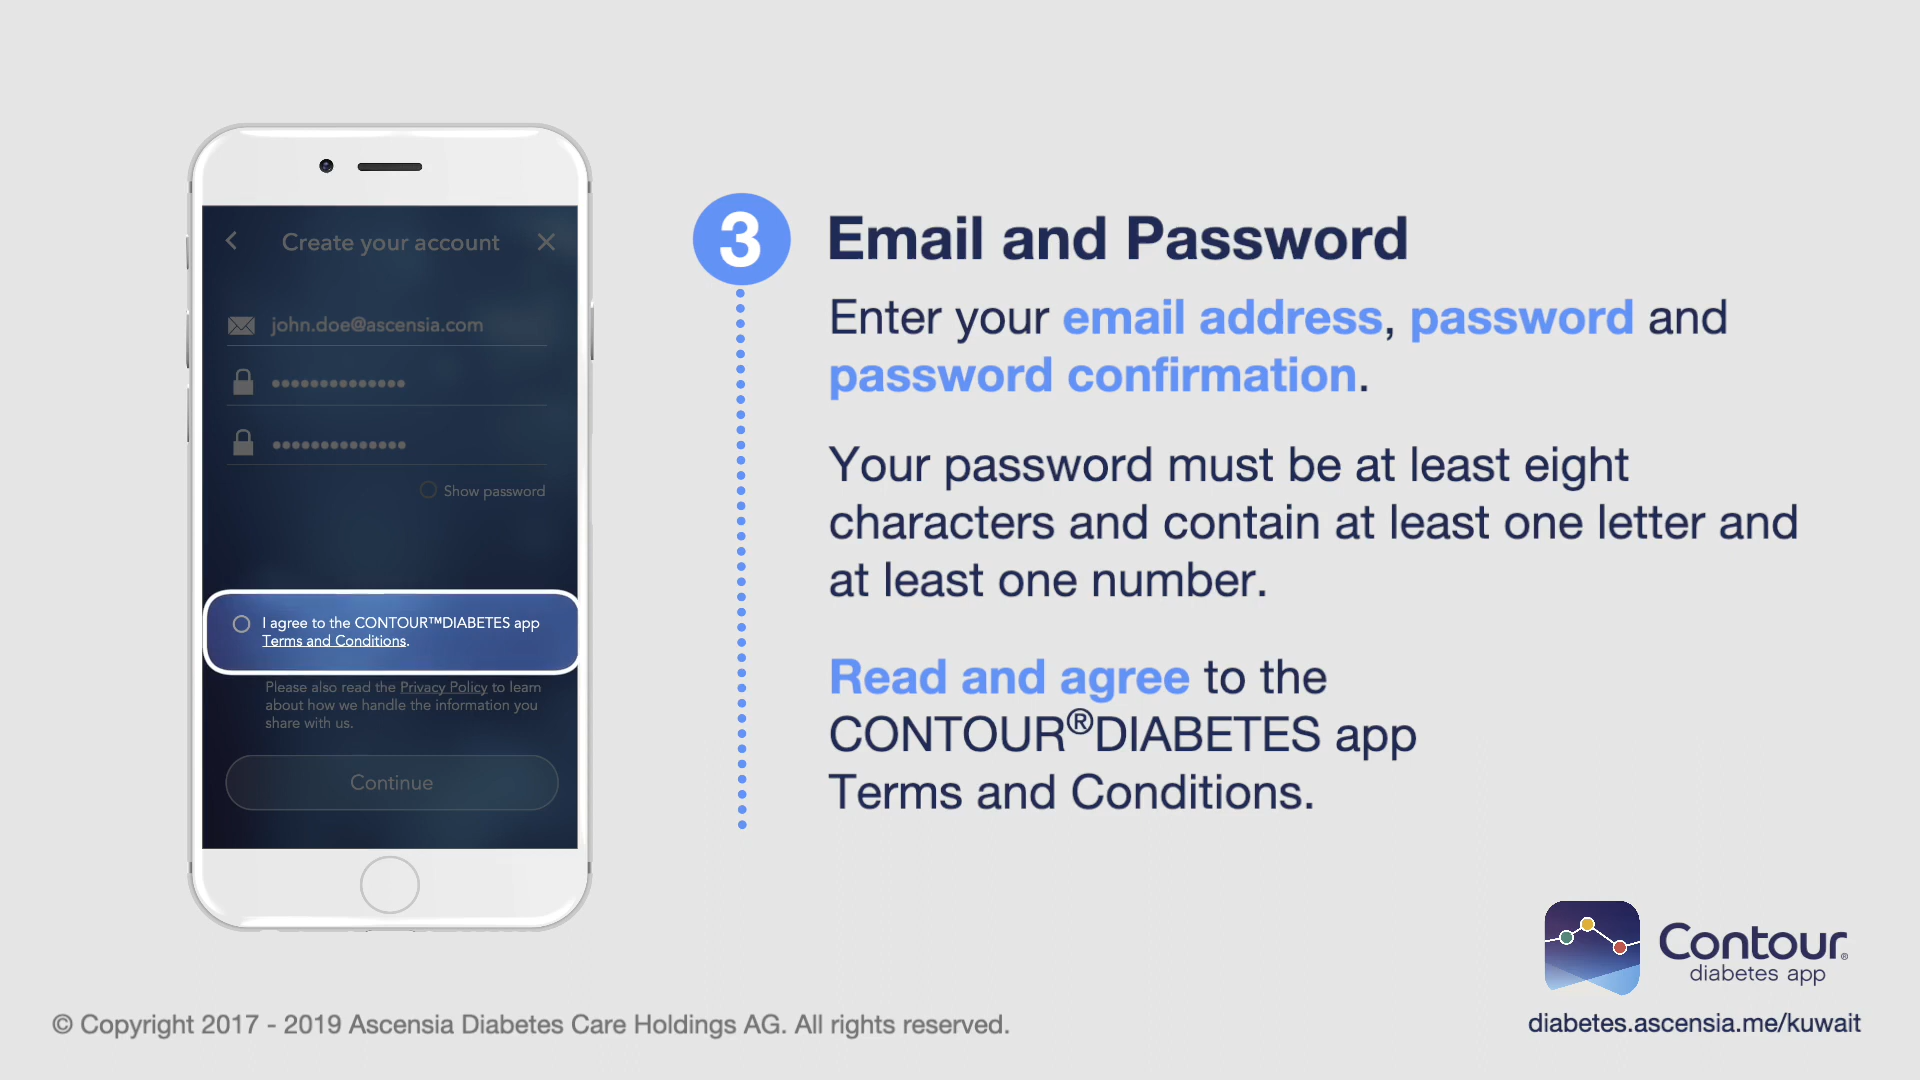 Create your account
john.doe@ascensia.com
••••••••••••••
••••••••••••••
Show password
I agree to the CONTOUR™DIABETES app
Terms and Conditions.
Please also read the Privacy Policy to learn
about how we handle the information you
share with us.
Continue
3 Email and Password
Enter your email address, password and
password confirmation.
Your password must be at least eight
characters and contain at least one letter and
at least one number.
Read and agree to the
CONTOUR®DIABETES app
Terms and Conditions.
Contour®
diabetes app
diabetes.ascensia.me/kuwait
© Copyright 2017 - 2019 Ascensia Diabetes Care Holdings AG. All rights reserved.